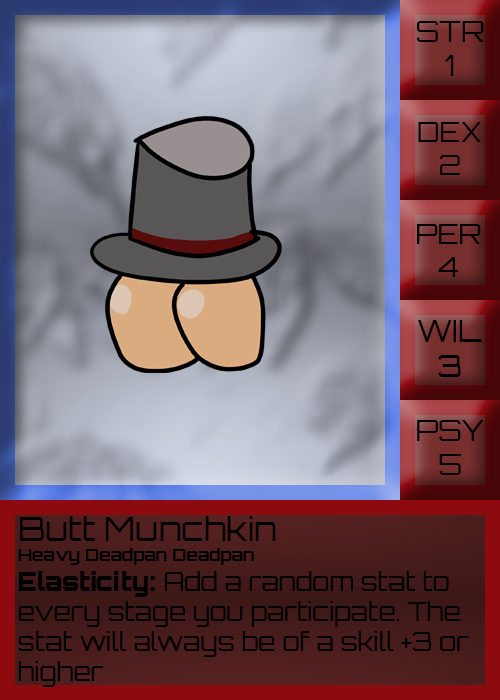 STR
1
DEX
2
PER
4
WIL
3
PSY
5
Butt Munchkin
Heavy Deadpan Deadpan
Elasticity: Add a random stat to
every stage you participate. The
stat will always be of a skill +3 or
higher